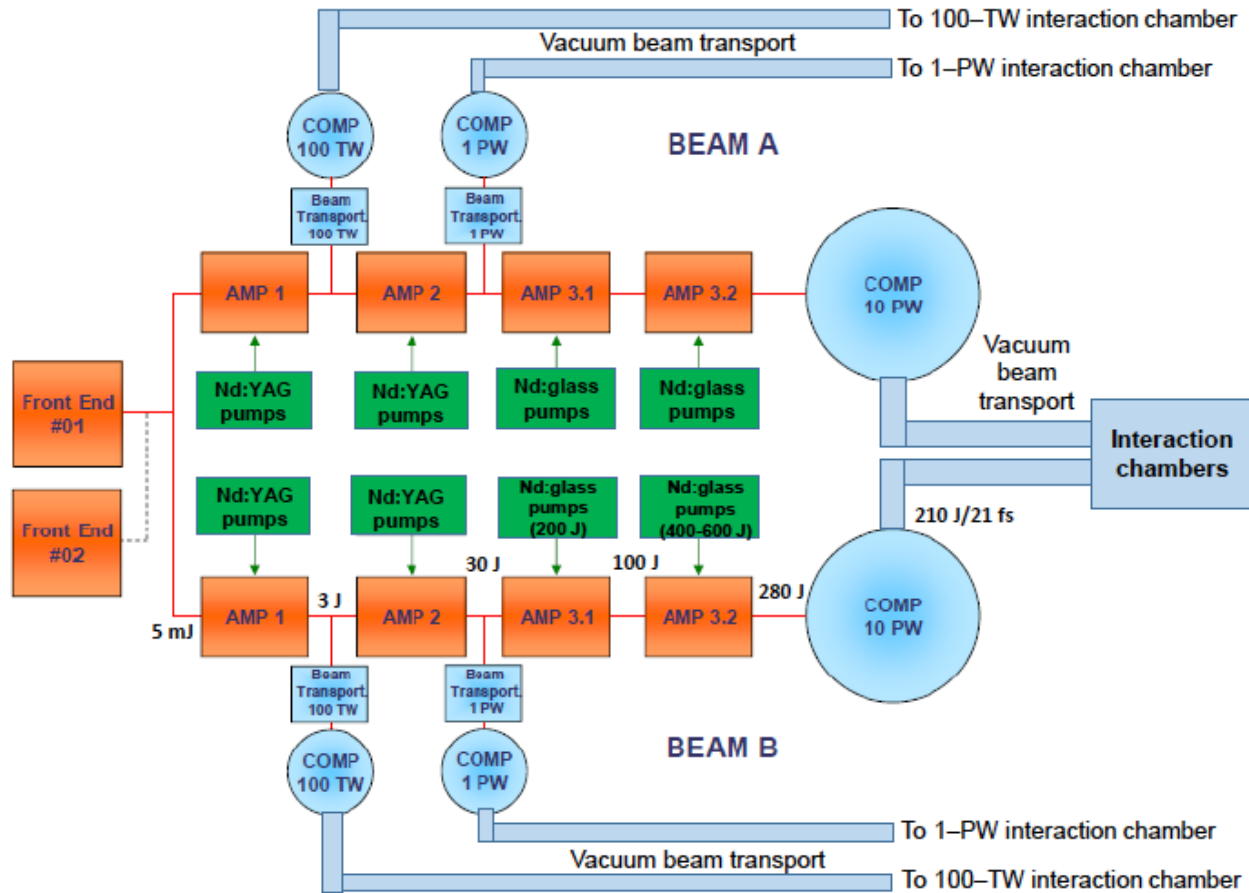 To 100–TW interaction chamber
Vacuum beam transport
To 1–PW interaction chamber
COMP
100 TW
COMP
1 PW
BEAM A
Beam
Transport.
100 TW
Beam
Transport.
1 PW
AMP 1
AMP 2
AMP 3.1
AMP 3.2
COMP
10 PW
Vacuum
beam
transport
Front End
#01
Nd:YAG
pumps
Nd:YAG
pumps
Nd:glass
pumps
Nd:glass
pumps
Interaction
chambers
Front End
#02
Nd:YAG
pumps
Nd:YAG
pumps
Nd:glass
pumps
(200 J)
Nd:glass
pumps
(400-600 J)
210 J/21 fs
5 mJ
AMP 1
3 J
AMP 2
30 J
AMP 3.1
100 J
AMP 3.2
280 J
COMP
10 PW
Beam
Transport.
100 TW
Beam
Transport.
1 PW
COMP
100 TW
COMP
1 PW
BEAM B
To 1–PW interaction chamber
Vacuum beam transport
To 100–TW interaction chamber